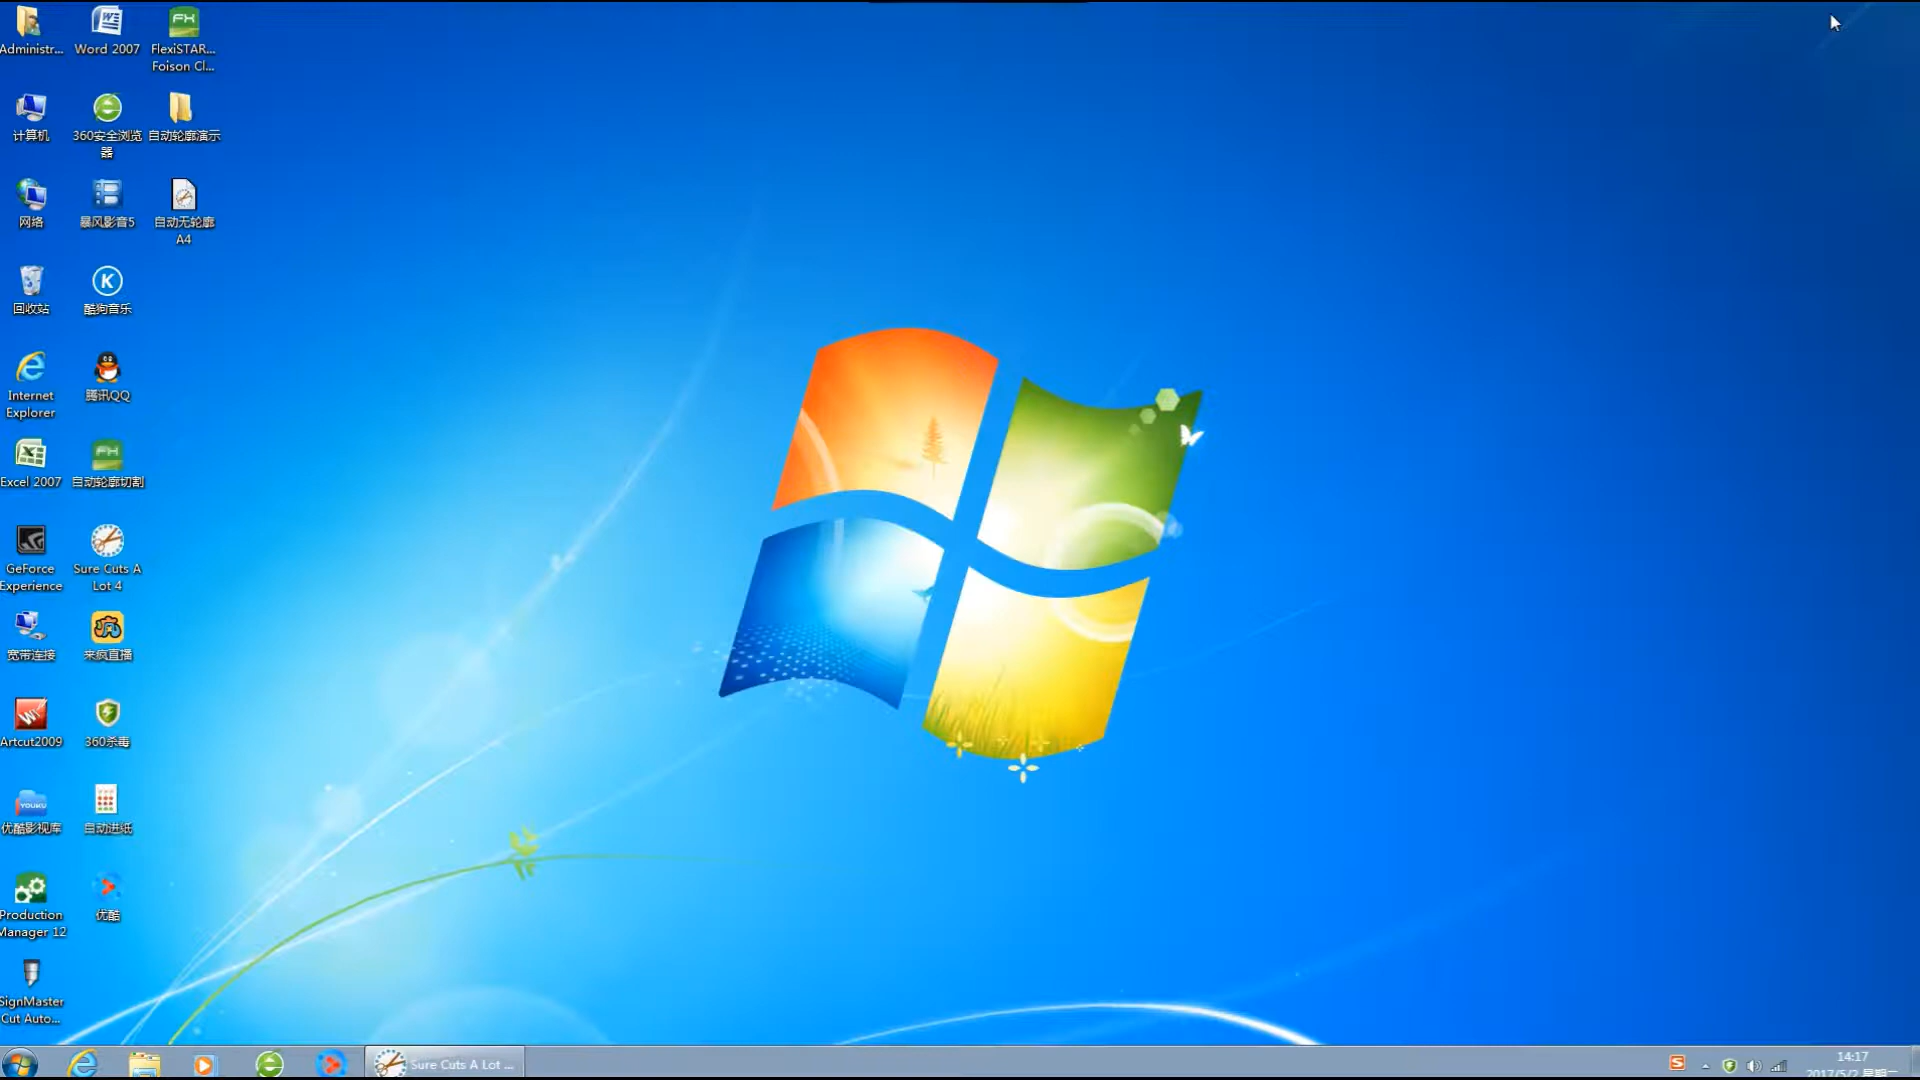 Administr...
Word 2007
FlexiSTAR...
Foison Cl...
计算机
360安全浏览
器
自动轮廓演示
网络
暴风影音5
自动无轮廓
A4
回收站
酷狗音乐
Internet
Explorer
腾讯QQ
Excel 2007
自动轮廓切割
GeForce
Experience
Sure Cuts A
Lot 4
宽带连接
来疯直播
Artcut2009
360杀毒
YOUKU
优酷影视库
自动进纸
Production
Manager 12
优酷
SignMaster
Cut Auto...
Sure Cuts A Lot ...
14:17
2017/5/2